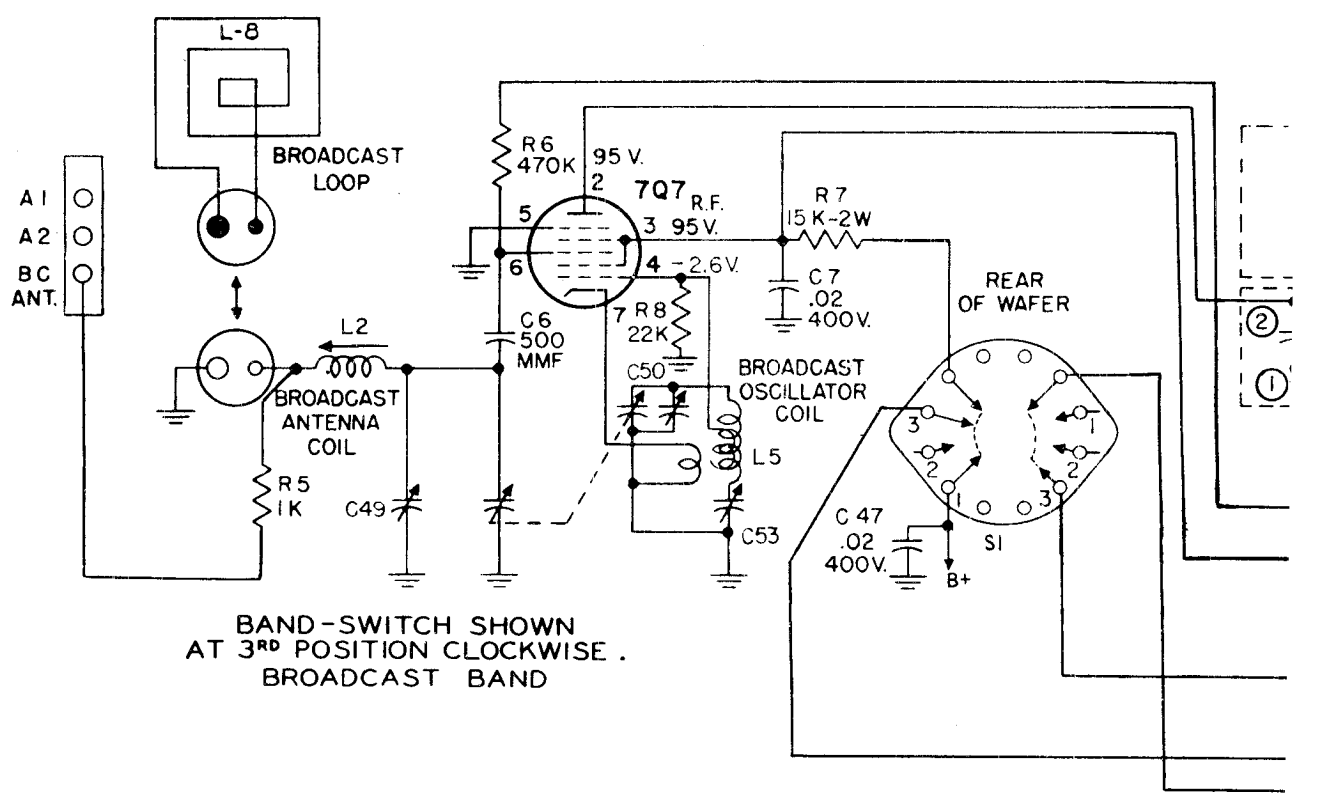 L-8
BROADCAST
LOOP
A1
A2
BC
ANT.
R6
470K
95 V.
2
7Q7
R.F.
5
3
95V.
6
4
-2.6V.
7
R8
22K
C6
500
MMF
R7
15K-2W
C7
.02
400V.
REAR
OF WAFER
2
1
L2
BROADCAST
ANTENNA
COIL
C50
BROADCAST
OSCILLATOR
COIL
L5
R5
1K
C49
C53
3
2
1
1
2
3
C47
.02
400V.
S1
B+
BAND-SWITCH SHOWN
AT 3RD POSITION CLOCKWISE.
BROADCAST BAND